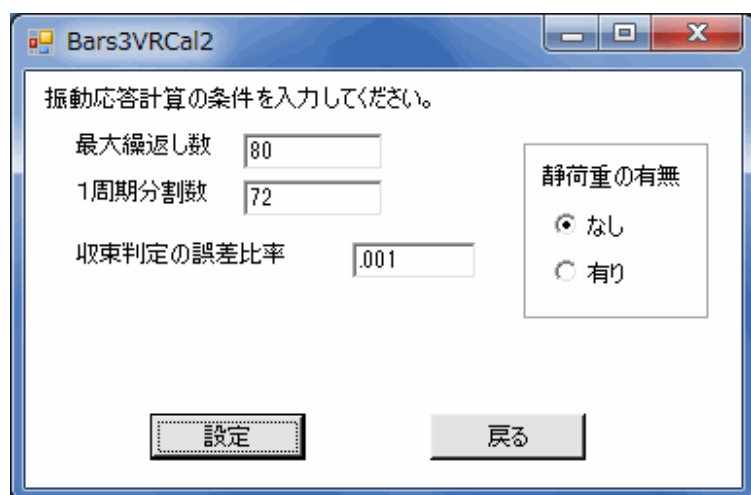 Bars3VRCal2
振動応答計算の条件を入力してください。
最大繰返し数 80
1周期分割数 72
収束判定の誤差比率 .001
静荷重の有無
なし
有り
設定 戻る